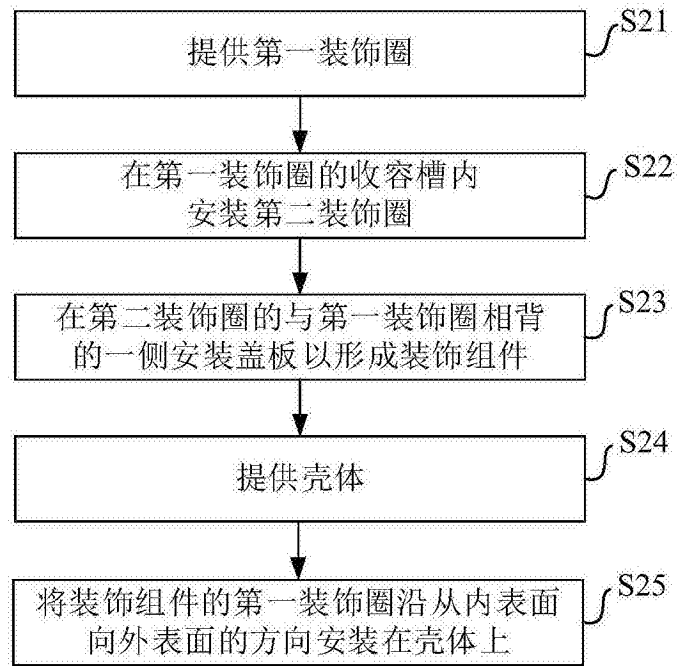 提供第一装饰圈
S21
在第一装饰圈的收容槽内
安装第二装饰圈
S22
在第二装饰圈的与第一装饰圈相背
的一侧安装盖板以形成装饰组件
S23
提供壳体
S24
将装饰组件的第一装饰圈沿从内表面
向外表面的方向安装在壳体上
S25